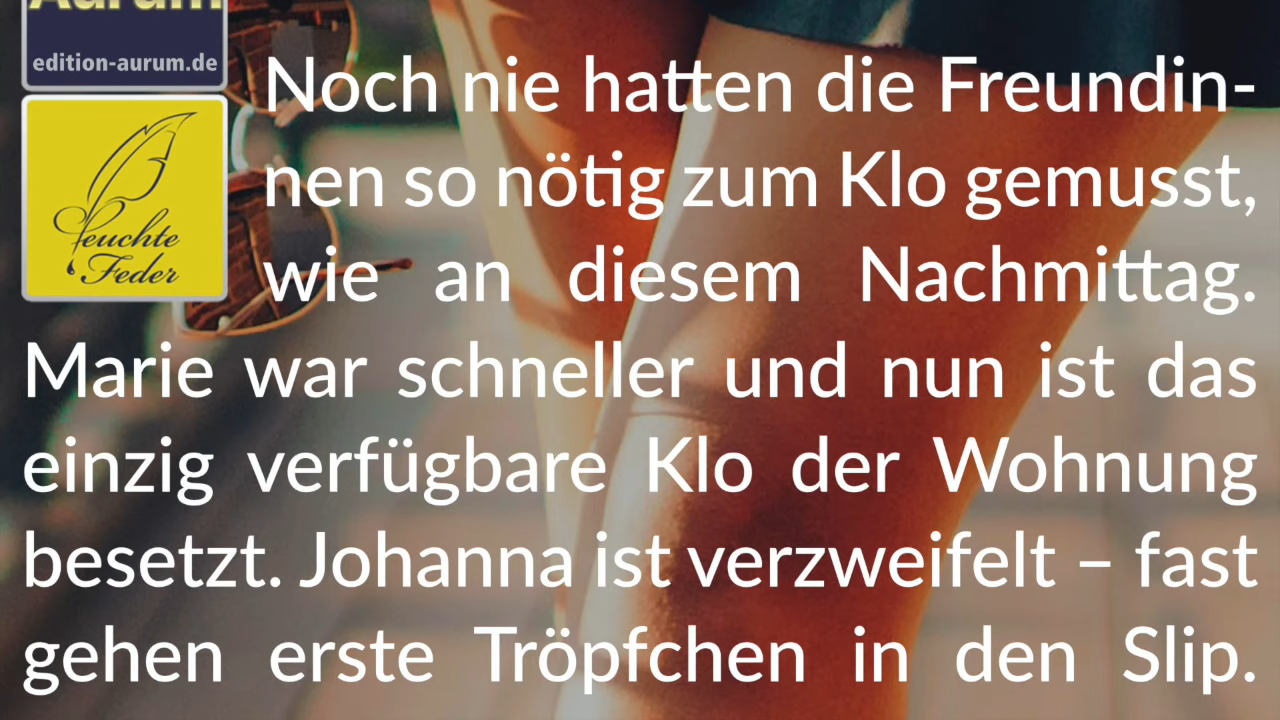 Aurum
edition-aurum.de
feuchte
Feder
Noch nie hatten die Freundin-
nen so nötig zum Klo gemusst,
wie an diesem Nachmittag.
Marie war schneller und nun ist das
einzig verfügbare Klo der Wohnung
besetzt. Johanna ist verzweifelt – fast
gehen erste Tröpfchen in den Slip.